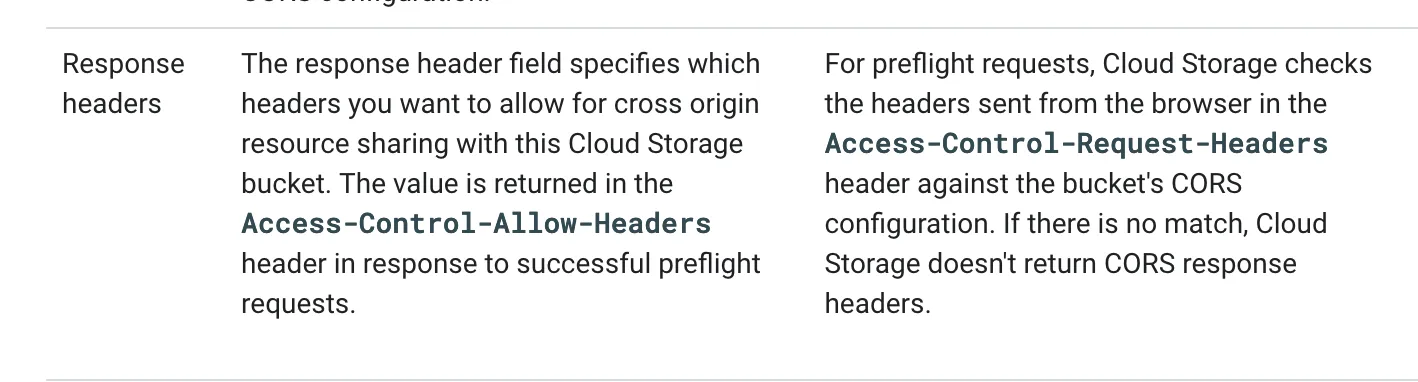 CORS configuration.
Response
headers
The response header field specifies which
headers you want to allow for cross origin
resource sharing with this Cloud Storage
bucket. The value is returned in the
Access-Control-Allow-Headers
header in response to successful preflight
requests.
For preflight requests, Cloud Storage checks
the headers sent from the browser in the
Access-Control-Request-Headers
header against the bucket's CORS
configuration. If there is no match, Cloud
Storage doesn't return CORS response
headers.